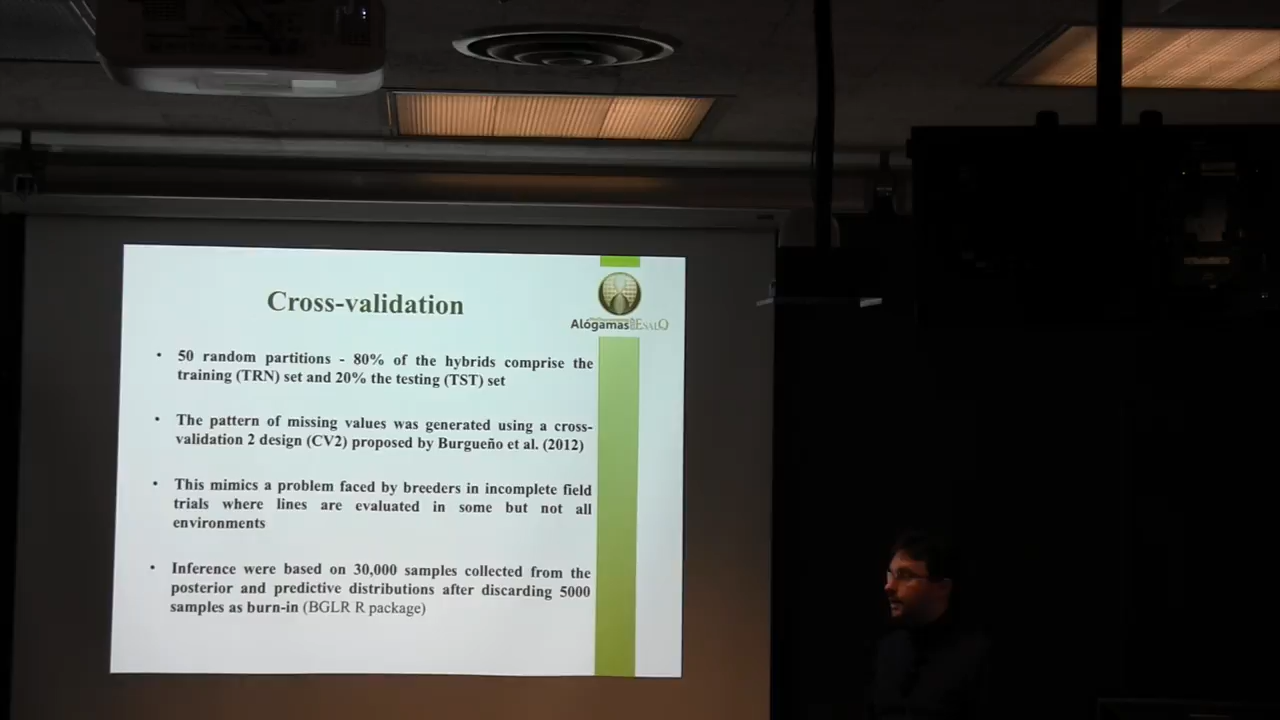 Cross-validation
Alógamas ESALQ
• 50 random partitions - 80% of the hybrids comprise the
training (TRN) set and 20% the testing (TST) set
• The pattern of missing values was generated using a cross-
validation 2 design (CV2) proposed by Burgueño et al. (2012)
• This mimics a problem faced by breeders in incomplete field
trials where lines are evaluated in some but not all
environments
• Inference were based on 30,000 samples collected from the
posterior and predictive distributions after discarding 5000
samples as burn-in (BGLR R package)